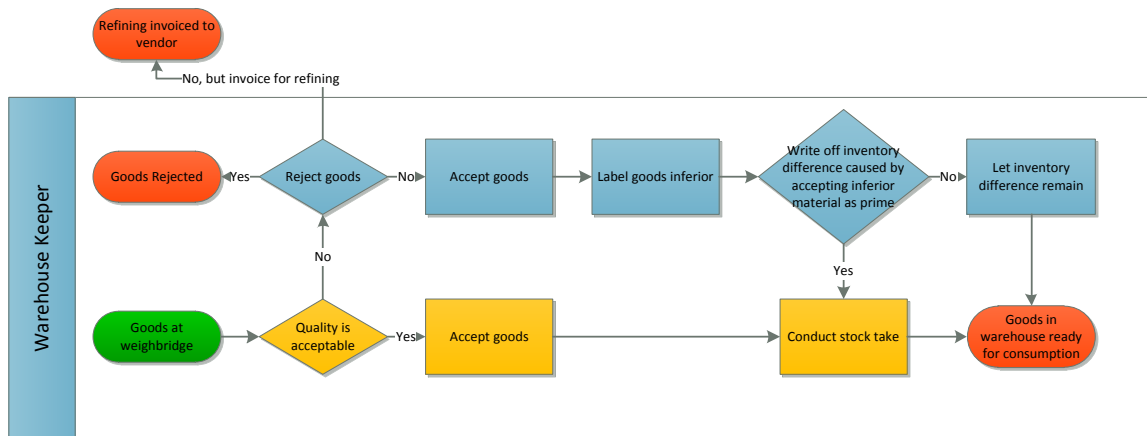 Refining invoiced to
vendor
No, but invoice for refining
Warehouse Keeper
Goods Rejected
Yes
Reject goods
No
Accept goods
Label goods inferior
Write off inventory
difference caused by
accepting inferior
material as prime
No
Let inventory
difference remain
No
Yes
Goods at
weighbridge
Quality is
acceptable
Yes
Accept goods
Conduct stock take
Goods in
warehouse ready
for consumption